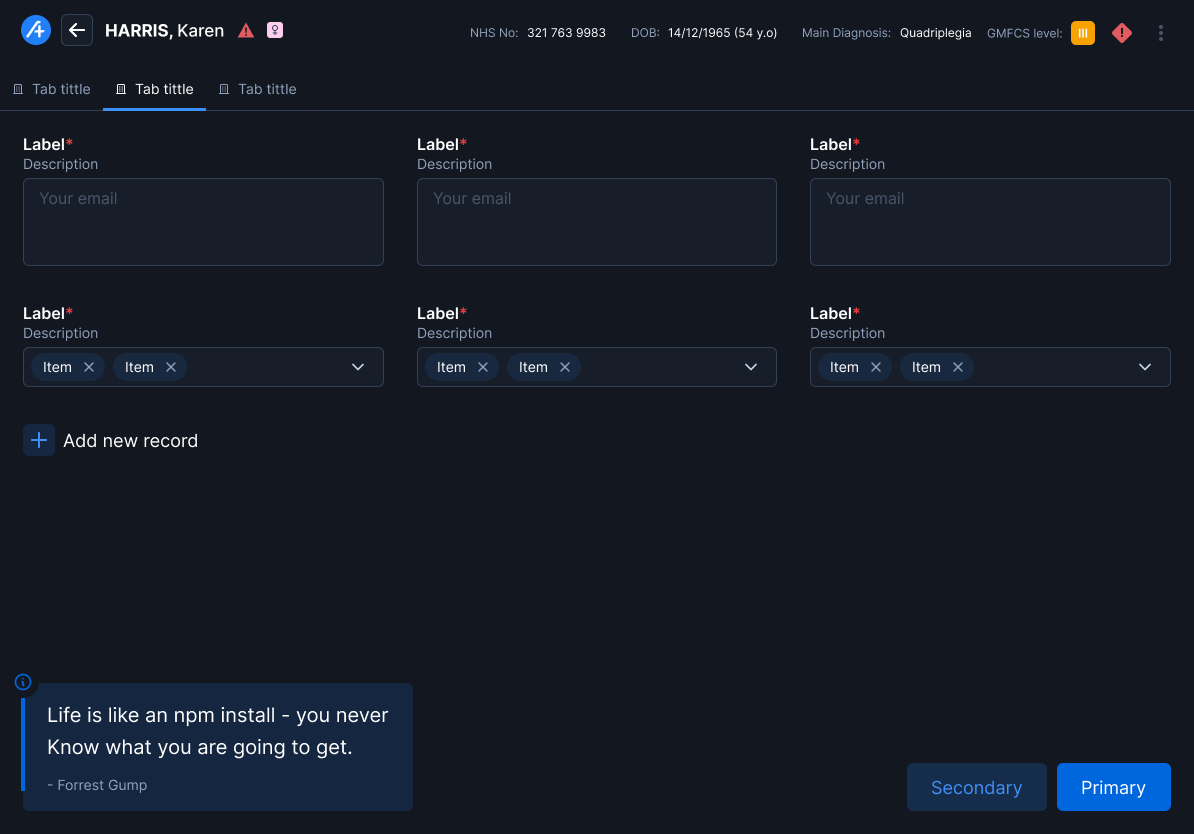 HARRIS, Karen
NHS No: 321 763 9983 DOB: 14/12/1965 (54 y.o) Main Diagnosis: Quadriplegia GMFCS level: III
Tab tittle Tab tittle Tab tittle
Label* Label* Label*
Description Description Description
Your email Your email Your email
Label* Label* Label*
Description Description Description
Item Item Item Item Item Item
Add new record
Life is like an npm install - you never
Know what you are going to get.
- Forrest Gump
Secondary Primary